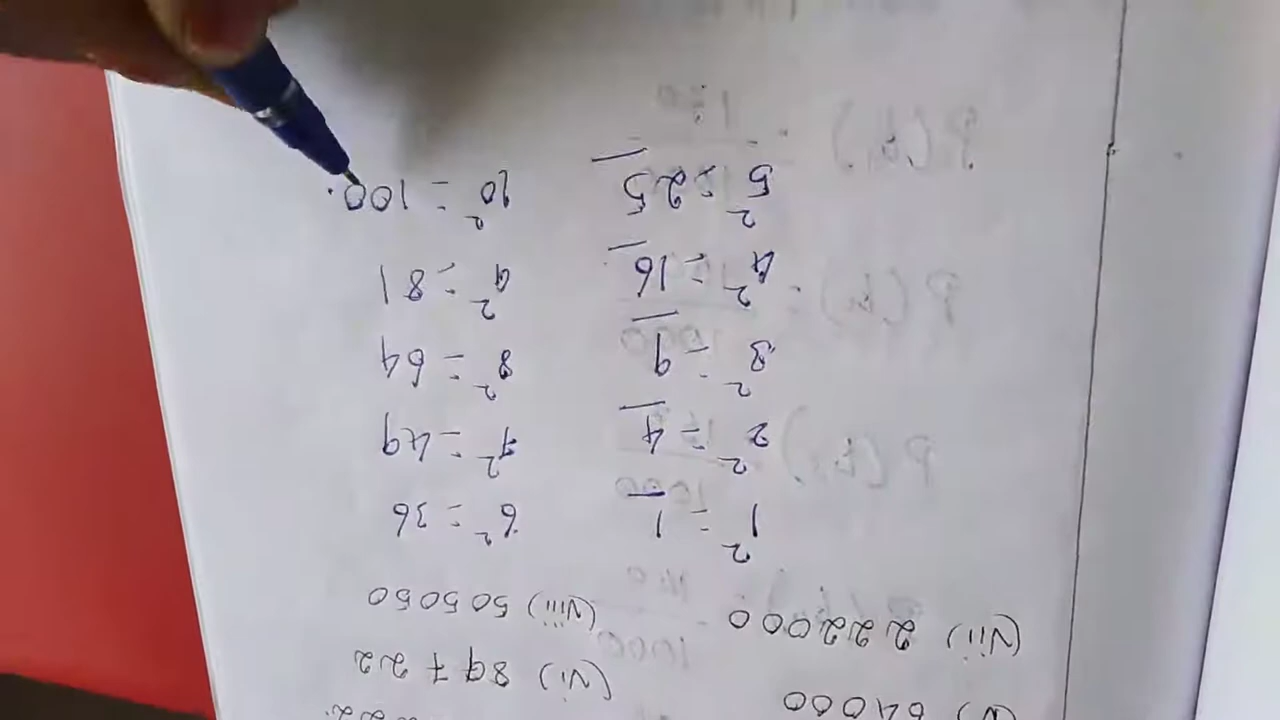 (v) 64000
(vi) 89722
(vii) 222000
(viii) 505050
1² = 1
6² = 36
2² = 4
7² = 49
3² = 9
8² = 64
4² = 16
9² = 81
5² = 25
10² = 100.